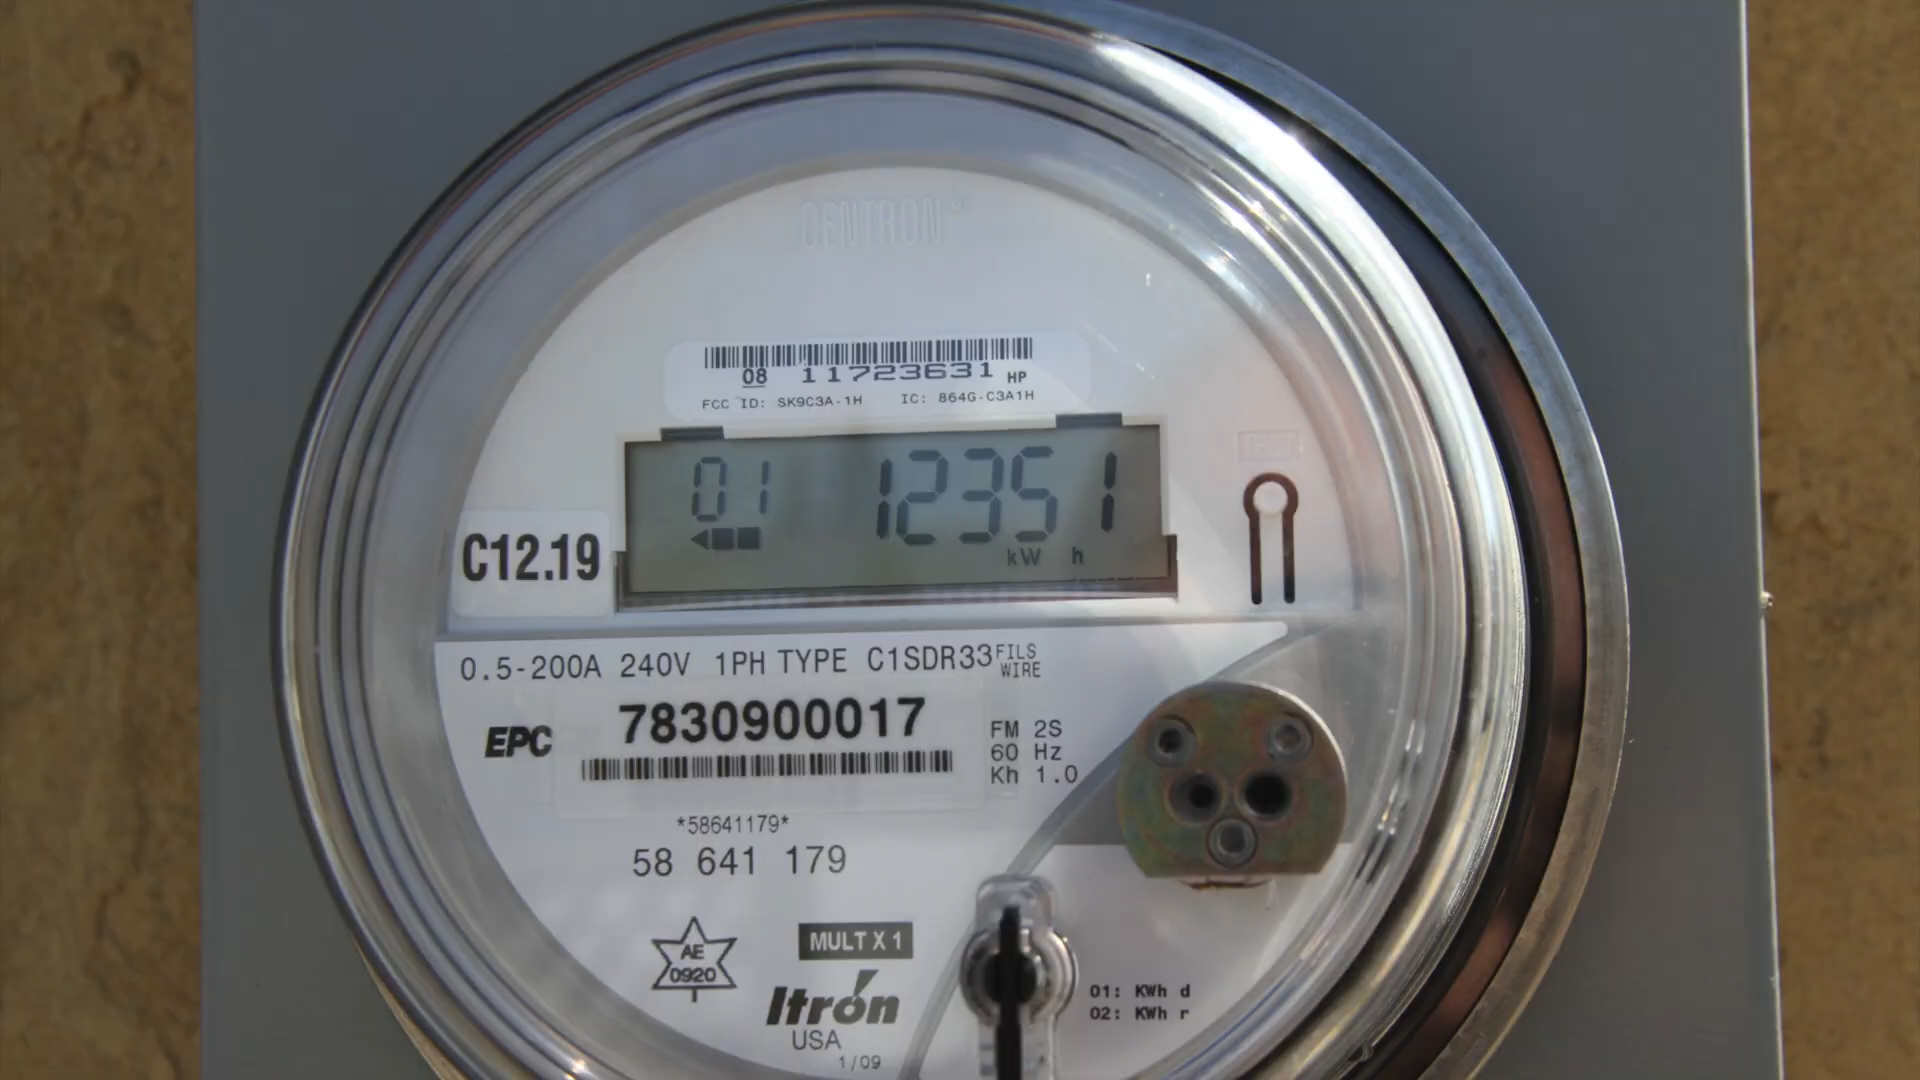 CENTRON®
08 11723631 HP
FCC ID: SK9C3A-1H IC: 864G-C3A1H
01 12351
kW h
C12.19
0.5-200A 240V 1PH TYPE C1SDR33 FILS
WIRE
EPC 7830900017
FM 2S
60 Hz
Kh 1.0
*58641179*
58 641 179
AE
0920
MULT X 1
Itrón
USA
1/09
01: KWh d
02: KWh r